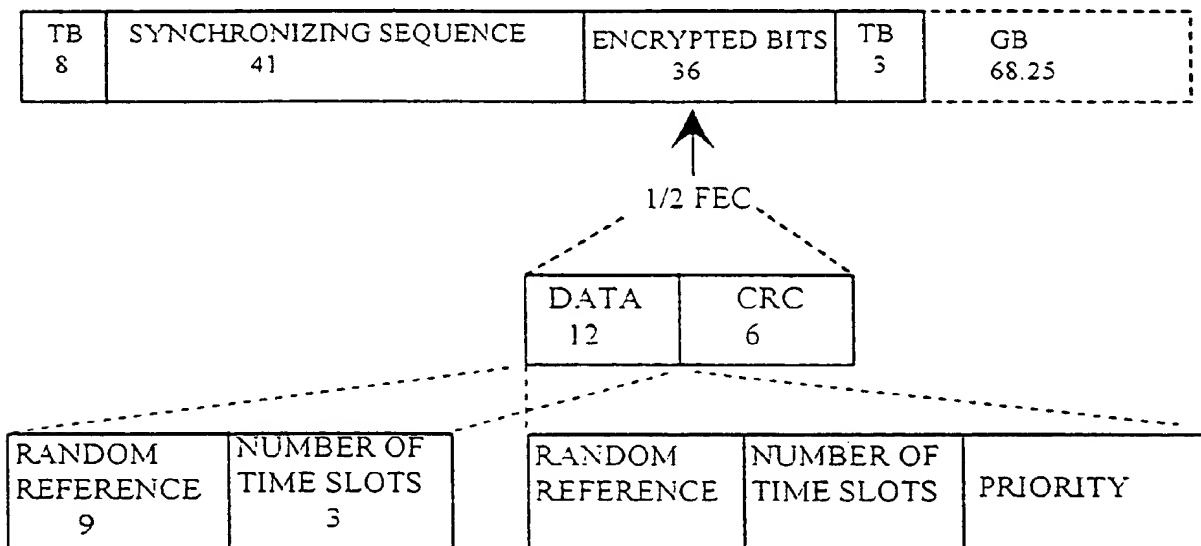 TB
8
SYNCHRONIZING SEQUENCE
41
ENCRYPTED BITS
36
TB
3
GB
68.25
1/2 FEC
DATA
12
CRC
6
RANDOM
REFERENCE
9
NUMBER OF
TIME SLOTS
3
RANDOM
REFERENCE
NUMBER OF
TIME SLOTS
PRIORITY